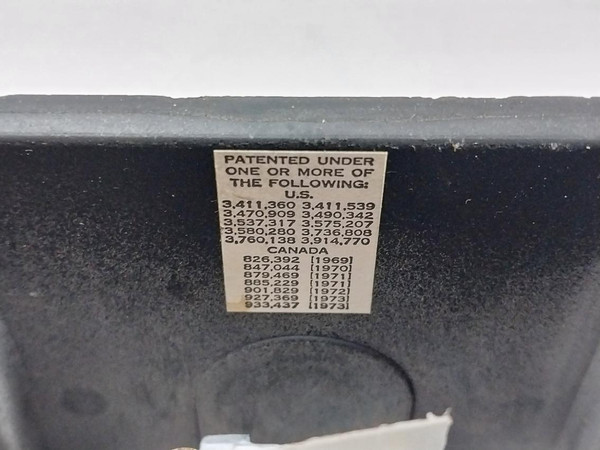 PATENTED UNDER
ONE OR MORE OF
THE FOLLOWING:
U.S.
3,411,360 3,411,539
3,470,909 3,490,342
3,537,317 3,575,207
3,580,280 3,736,808
3,760,138 3,914,770
CANADA
826,392 [1969]
847,044 [1970]
879,469 [1971]
885,229 [1971]
901,829 [1972]
927,369 [1973]
933,437 [1973]